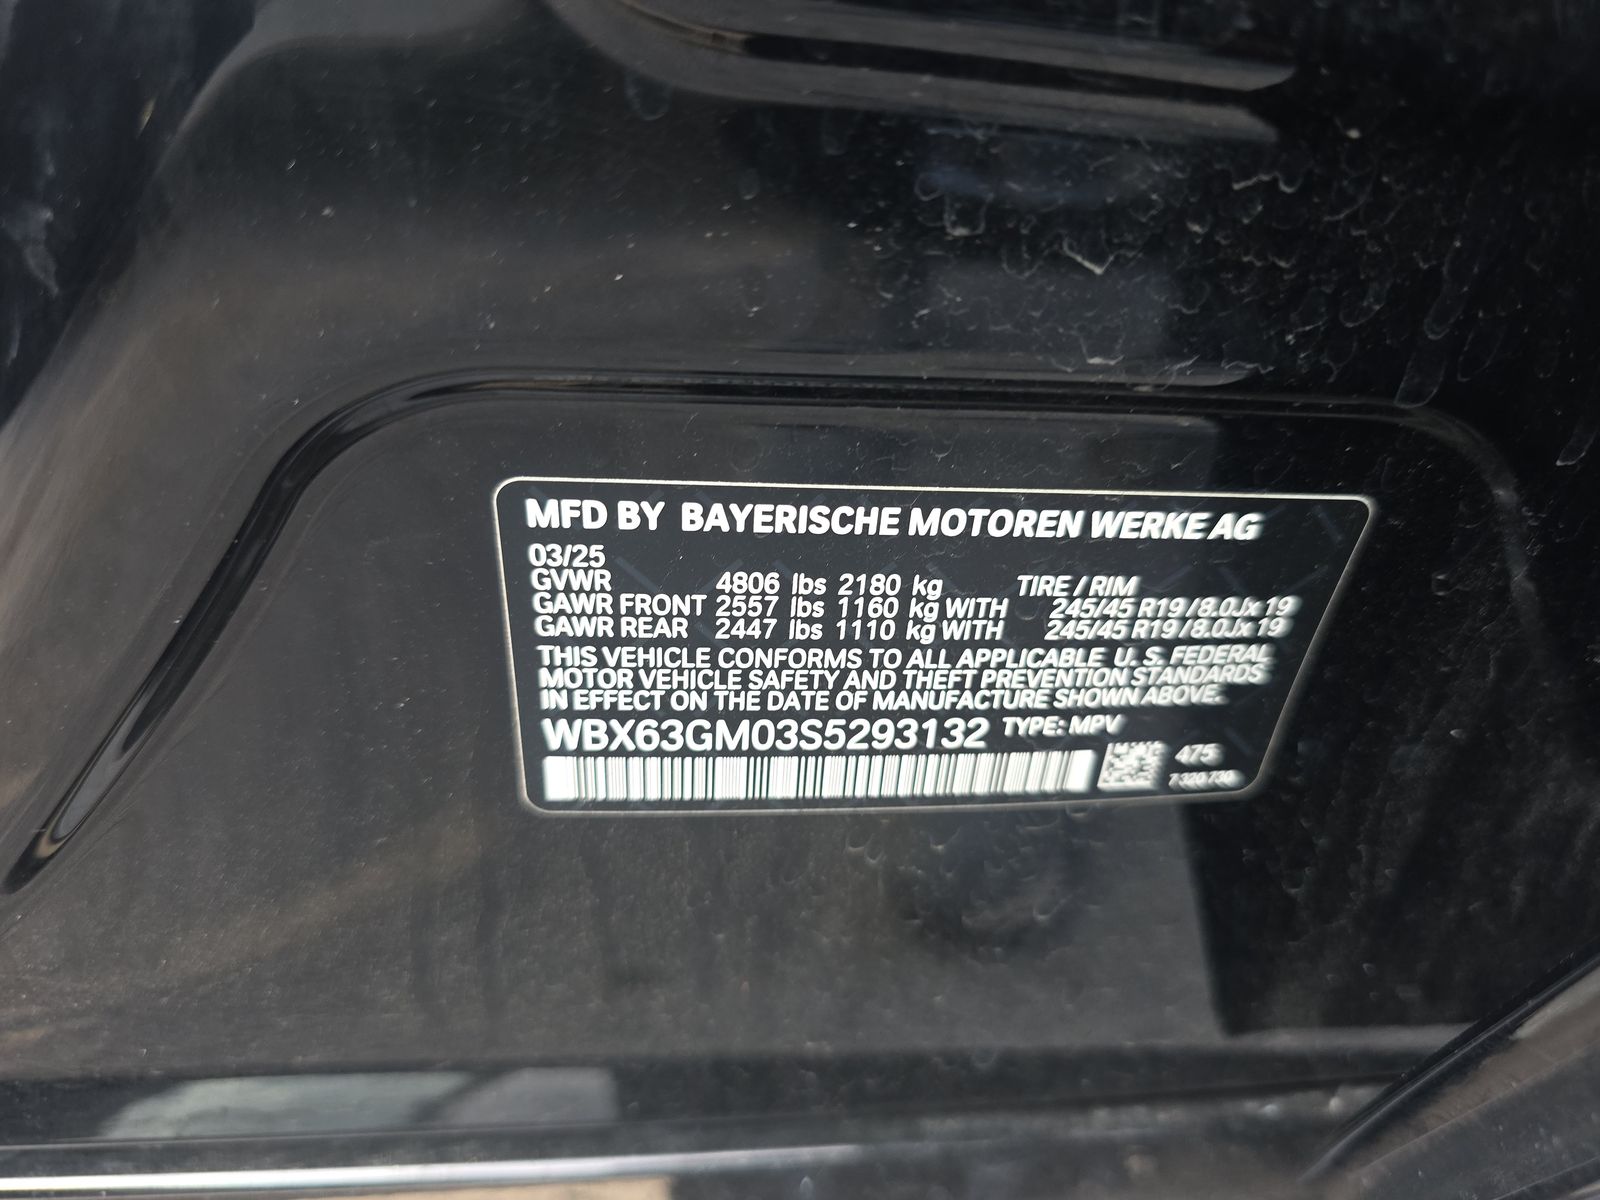 MFD BY BAYERISCHE MOTOREN WERKE AG
03/25
GVWR 4806 lbs 2180 kg TIRE / RIM
GAWR FRONT 2557 lbs 1160 kg WITH 245/45 R19 / 8.0Jx19
GAWR REAR 2447 lbs 1110 kg WITH 245/45 R19 / 8.0Jx19
THIS VEHICLE CONFORMS TO ALL APPLICABLE U. S. FEDERAL
MOTOR VEHICLE SAFETY AND THEFT PREVENTION STANDARDS
IN EFFECT ON THE DATE OF MANUFACTURE SHOWN ABOVE.
WBX63GM03S5293132 TYPE: MPV
475
7 320 730